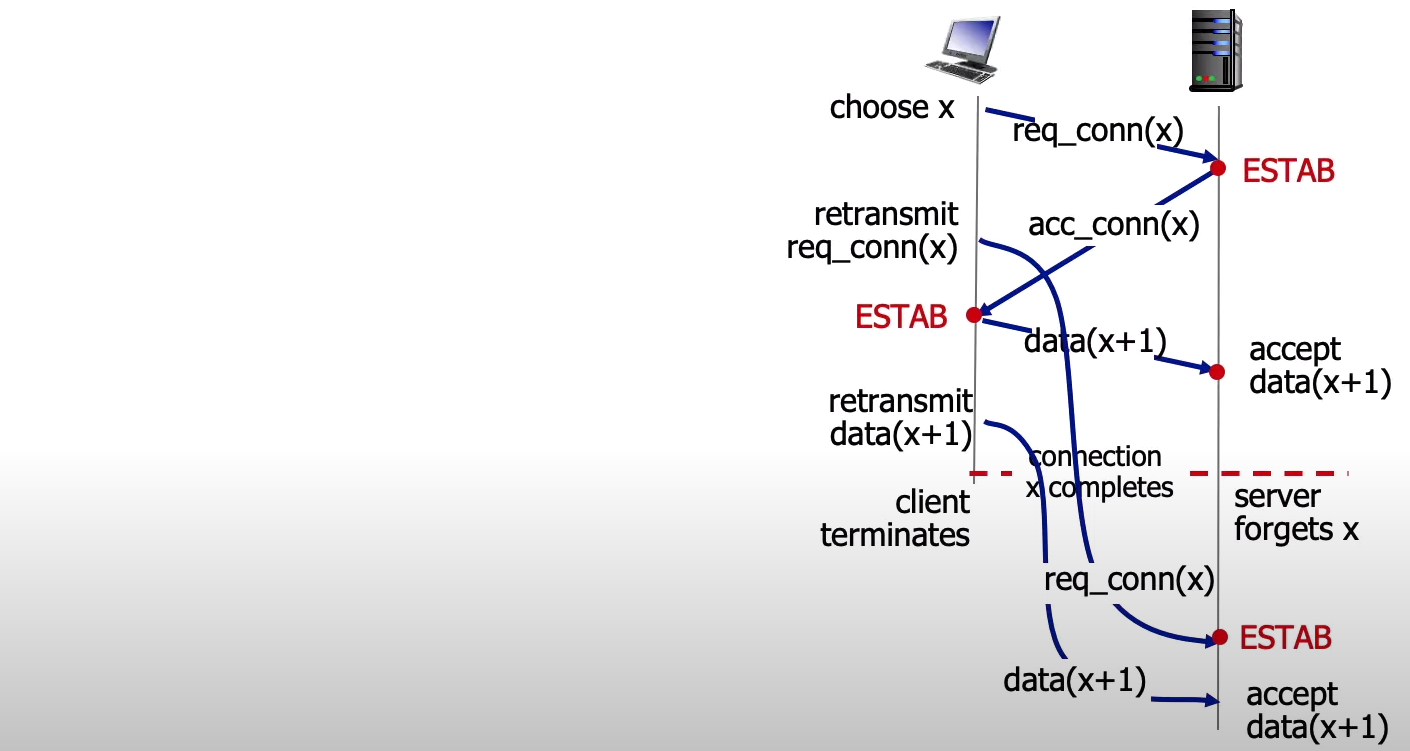 choose x
req_conn(x)
ESTAB
retransmit
req_conn(x)
acc_conn(x)
ESTAB
data(x+1)
accept
data(x+1)
retransmit
data(x+1)
connection
x completes
client
terminates
server
forgets x
req_conn(x)
ESTAB
data(x+1)
accept
data(x+1)